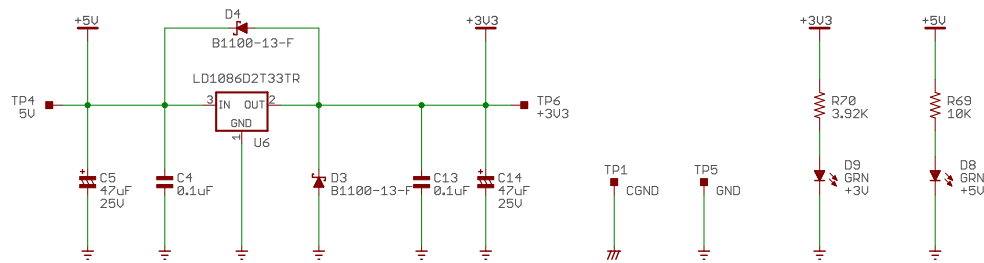 +5V
D4
B1100-13-F
+3V3
+3V3
+5V
LD1086D2T33TR
TP4
5V
3 IN OUT 2
GND
1
U6
TP6
+3V3
R70
3.92K
R69
10K
C5
47uF
25V
C4
0.1uF
D3
B1100-13-F
C13
0.1uF
C14
47uF
25V
TP1
CGND
TP5
GND
D9
GRN
+3V
D8
GRN
+5V